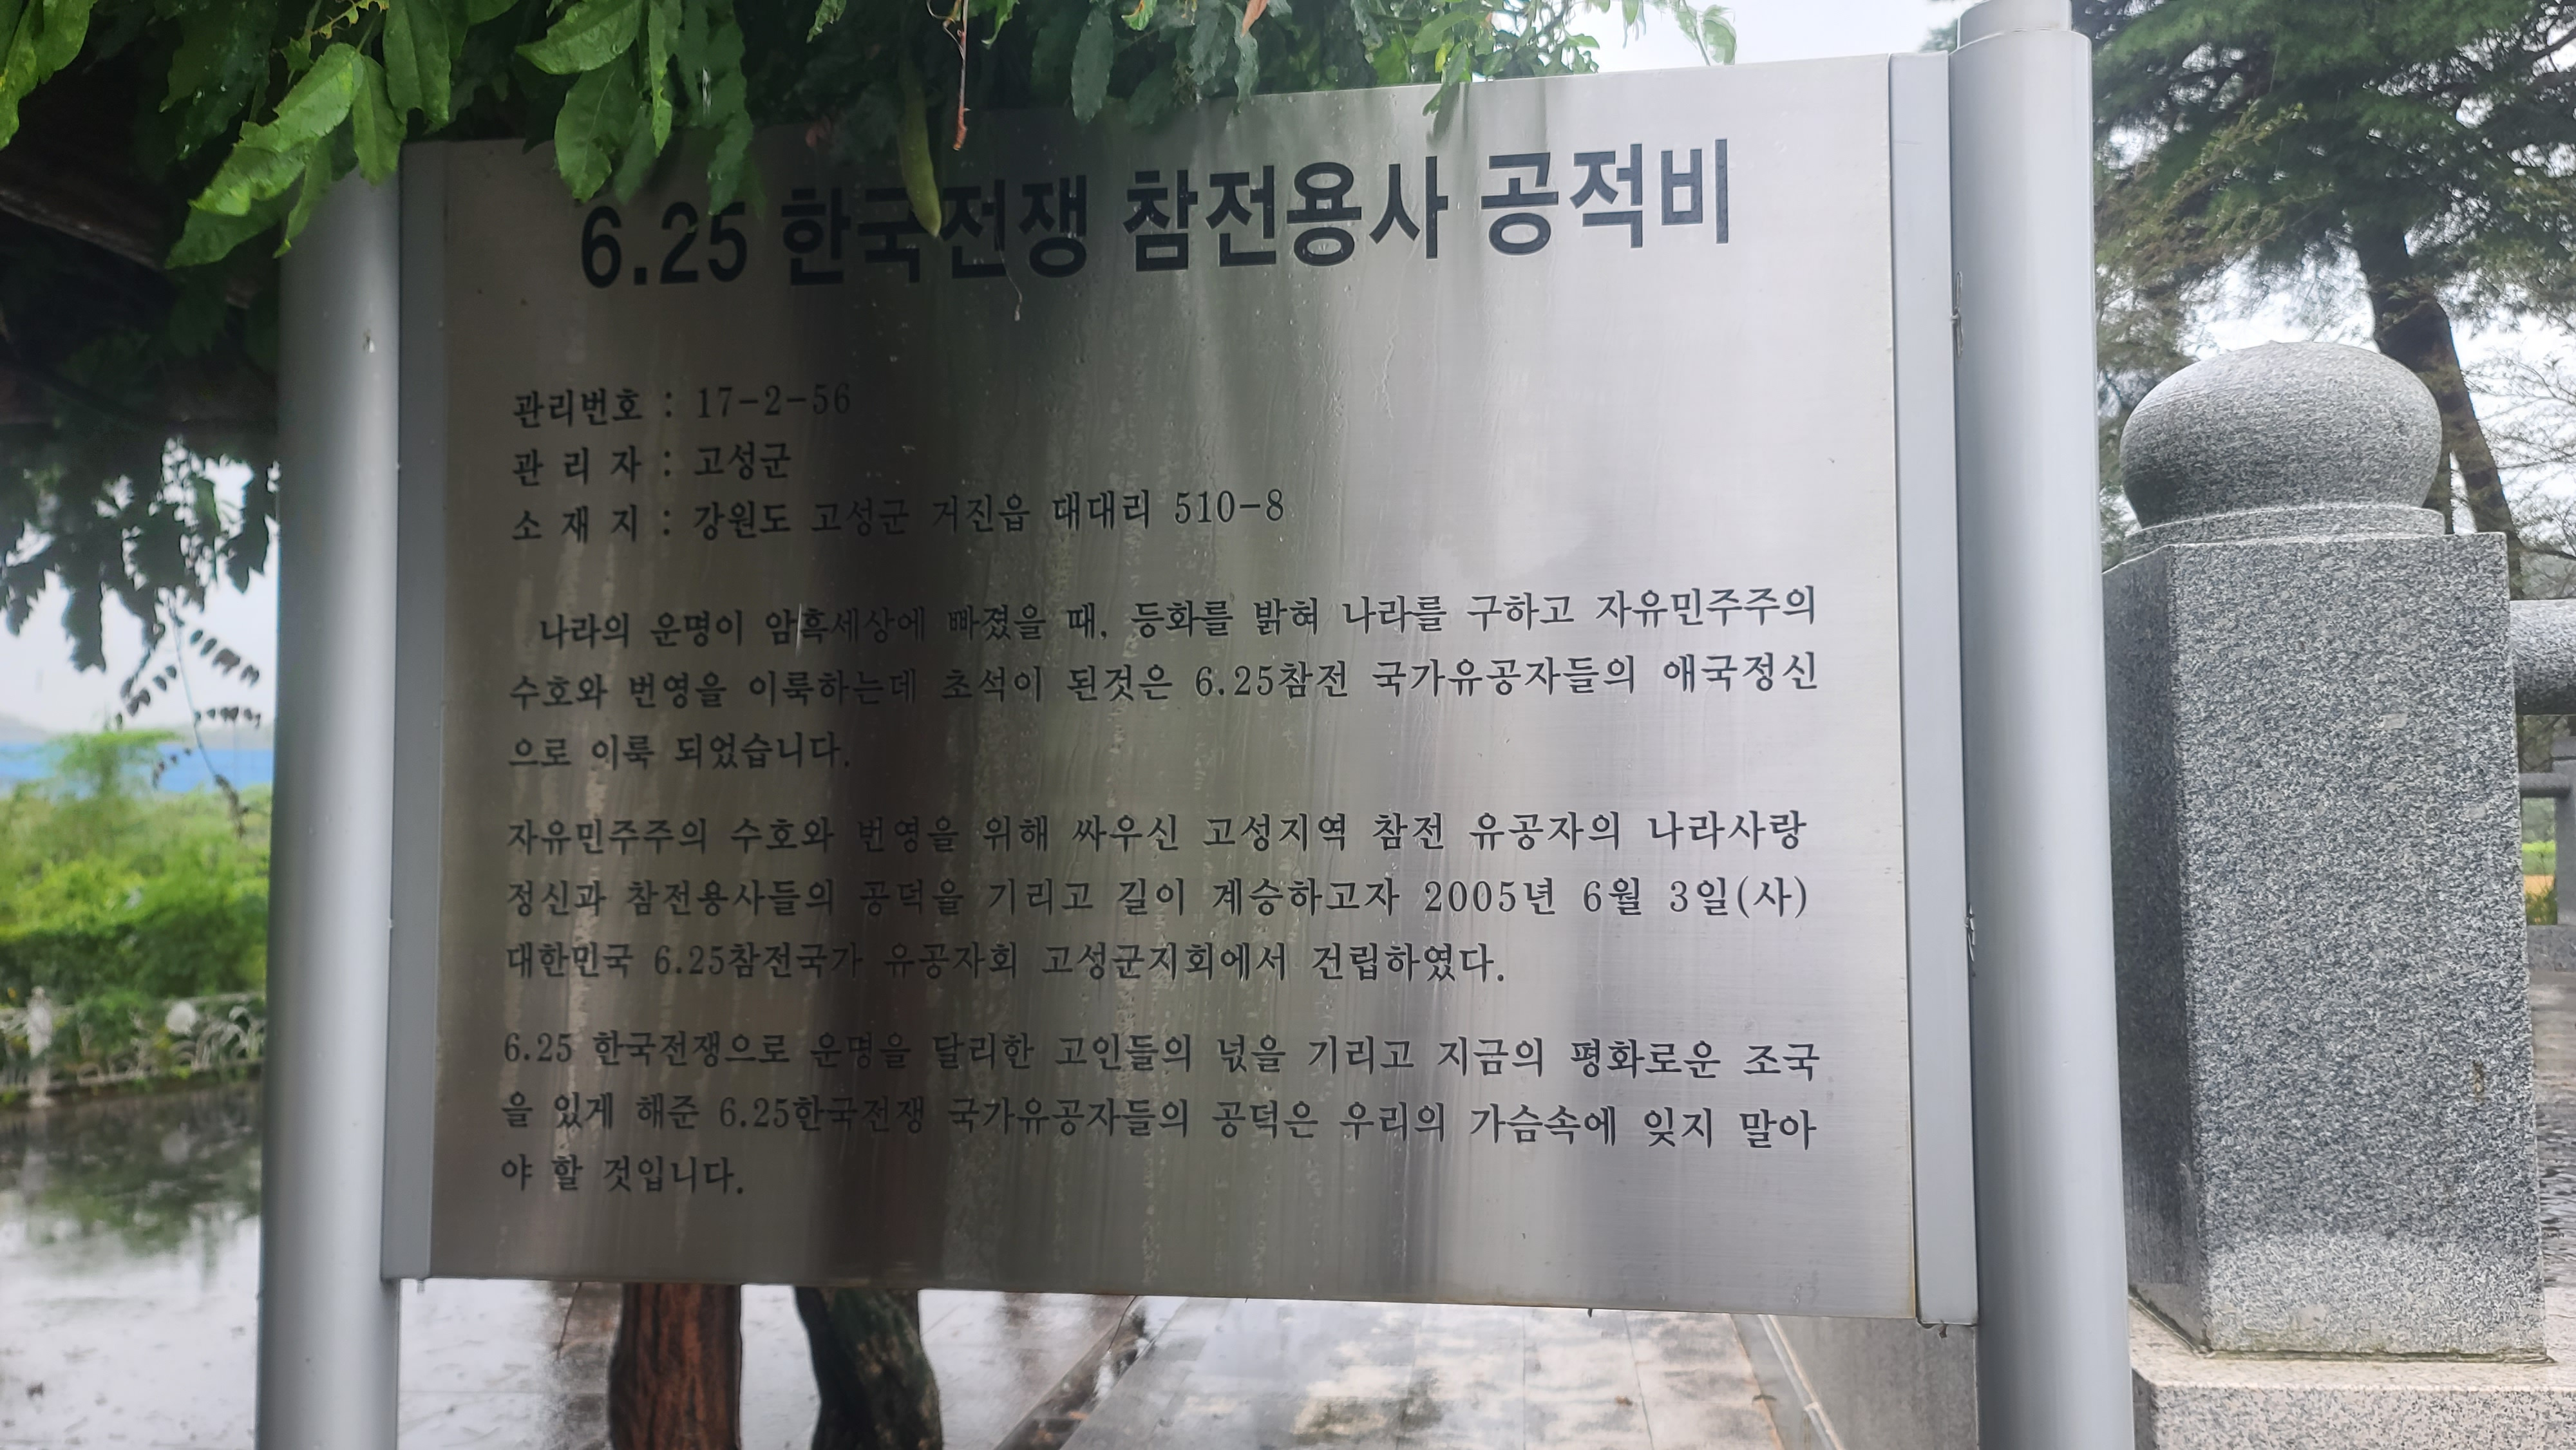 6.25 한국전쟁 참전용사 공적비
관리번호 : 17-2-56
관 리 자 : 고성군
소 재 지 : 강원도 고성군 거진읍 대대리 510-8
나라의 운명이 암흑세상에 빠졌을 때, 등화를 밝혀 나라를 구하고 자유민주주의
수호와 번영을 이룩하는데 초석이 된것은 6.25참전 국가유공자들의 애국정신
으로 이룩 되었습니다.
자유민주주의 수호와 번영을 위해 싸우신 고성지역 참전 유공자의 나라사랑
정신과 참전용사들의 공덕을 기리고 길이 계승하고자 2005년 6월 3일(사)
대한민국 6.25참전국가 유공자회 고성군지회에서 건립하였다.
6.25 한국전쟁으로 운명을 달리한 고인들의 넋을 기리고 지금의 평화로운 조국
을 있게 해준 6.25한국전쟁 국가유공자들의 공덕은 우리의 가슴속에 잊지 말아
야 할 것입니다.